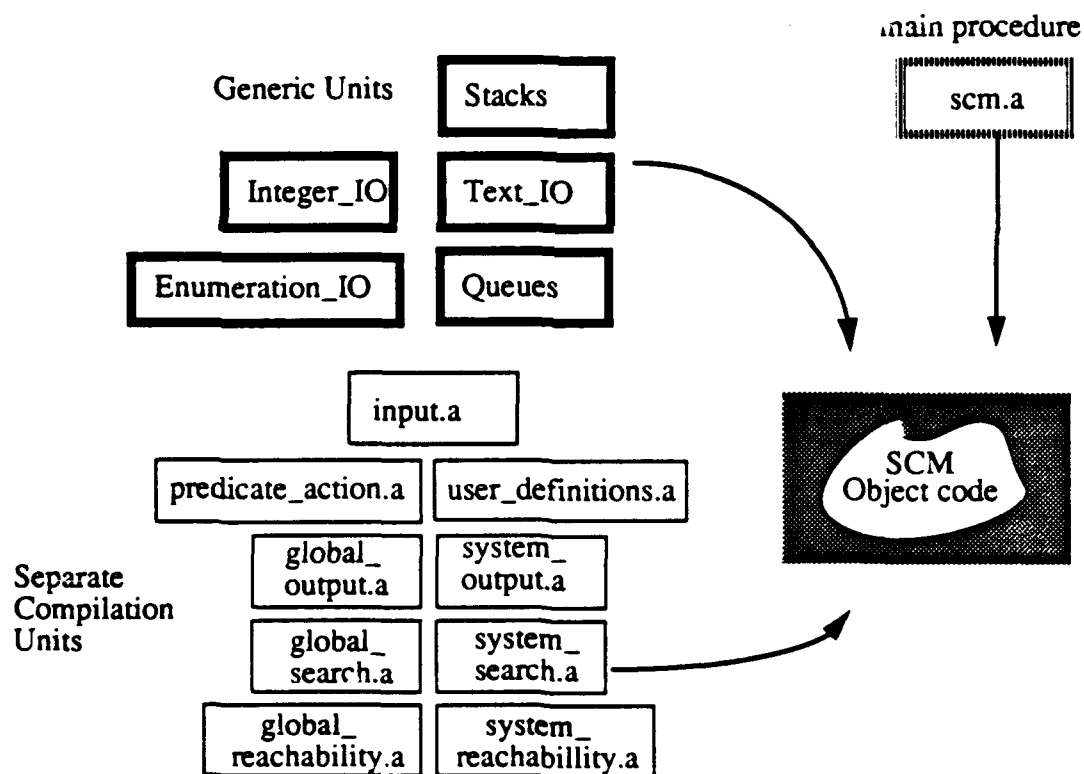 main procedure
Generic Units
Stacks
scm.a
Integer_IO
Text_IO
Enumeration_IO
Queues
input.a
SCM
Object code
predicate_action.a
user_definitions.a
global_
output.a
system_
output.a
Separate
Compilation
Units
global_
search.a
system_
search.a
global_
reachability.a
system_
reachabillity.a